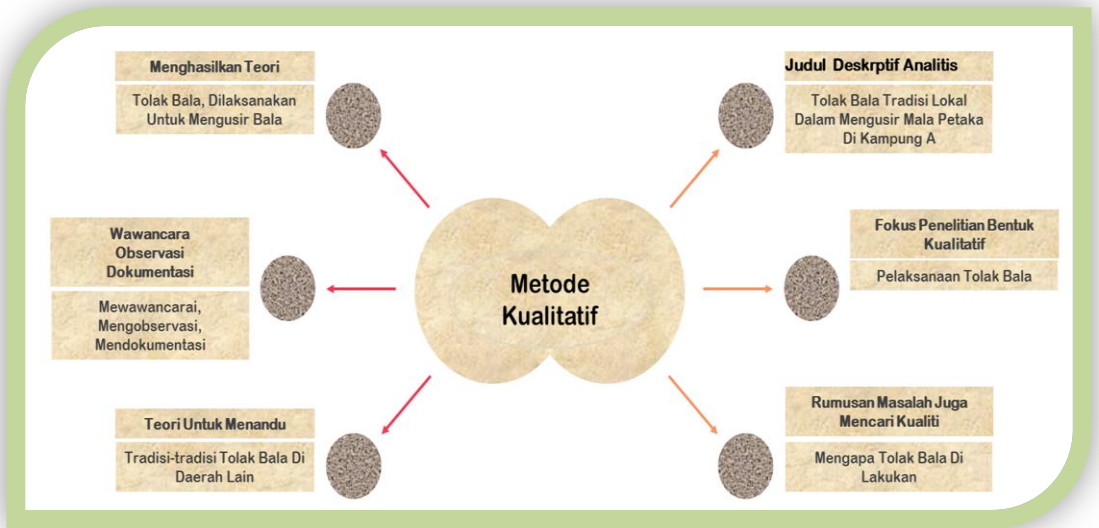 Menghasilkan Teori
Tolak Bala, Dilaksanakan
Untuk Mengusir Bala
Wawancara
Observasi
Dokumentasi
Mewawancarai,
Mengobservasi,
Mendokumentasi
Teori Untuk Menandu
Tradisi-tradisi Tolak Bala Di
Daerah Lain
Metode
Kualitatif
Judul Deskrptif Analitis
Tolak Bala Tradisi Lokal
Dalam Mengusir Mala Petaka
Di Kampung A
Fokus Penelitian Bentuk
Kualitatif
Pelaksanaan Tolak Bala
Rumusan Masalah Juga
Mencari Kualiti
Mengapa Tolak Bala Di
Lakukan